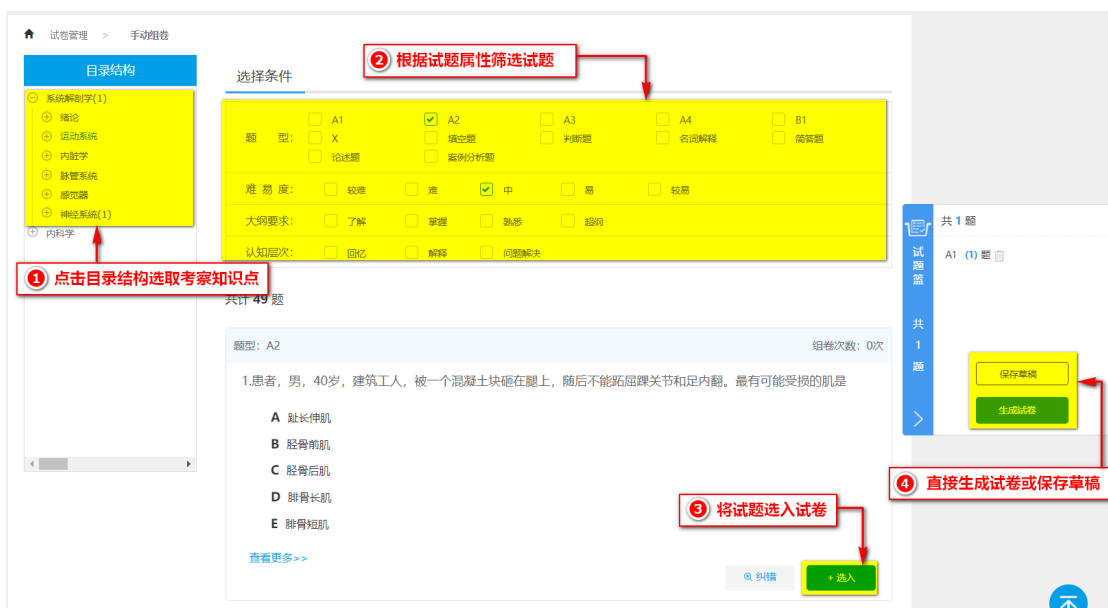 试卷管理 > 手动组卷
目录结构
系统解剖学(1)
绪论
运动系统
内脏学
脉管系统
感觉器
神经系统(1)
内科学
1 点击目录结构选取考察知识点
选择条件
2 根据试题属性筛选试题
题 型: A1 A2 A3 A4 B1
X 填空题 判断题 名词解释 简答题
论述题 案例分析题
难 易 度: 较难 难 中 易 较易
大纲要求: 了解 掌握 熟悉 超纲
认知层次: 回忆 解释 问题解决
共计 49 题
题型: A2 组卷次数: 0次
1.患者，男，40岁，建筑工人，被一个混凝土块砸在腿上，随后不能跖屈踝关节和足内翻。最有可能受损的肌是
A 趾长伸肌
B 胫骨前肌
C 胫骨后肌
D 腓骨长肌
E 腓骨短肌
查看更多>>
3 将试题选入试卷
纠错
+ 选入
试题篮 共 1 题
共 1 题
A1 (1) 题
保存草稿
生成试卷
4 直接生成试卷或保存草稿